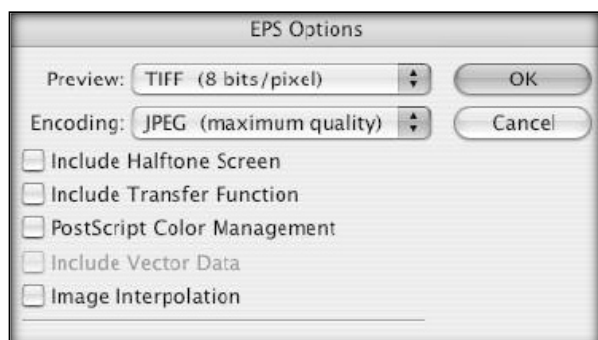 EPS Options
Preview: TIFF (8 bits/pixel) OK
Encoding: JPEG (maximum quality) Cancel
Include Halftone Screen
Include Transfer Function
PostScript Color Management
Include Vector Data
Image Interpolation